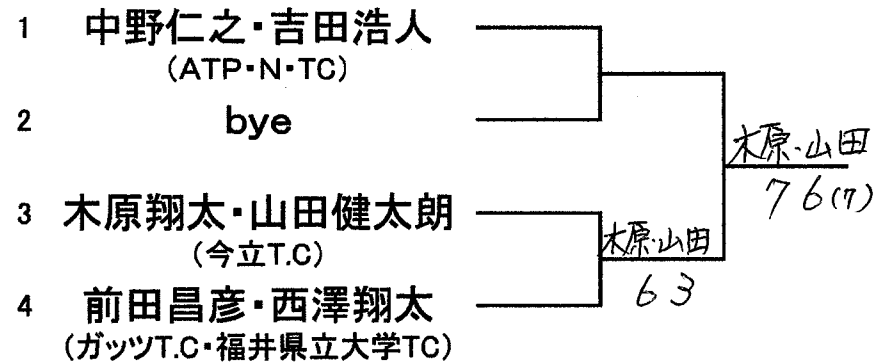 1 中野仁之・吉田浩人
(ATP・N・TC)
2 bye
3 木原翔太・山田健太朗
(今立T.C)
4 前田昌彦・西澤翔太
(ガッツT.C・福井県立大学TC)
木原・山田
63
木原・山田
76(7)